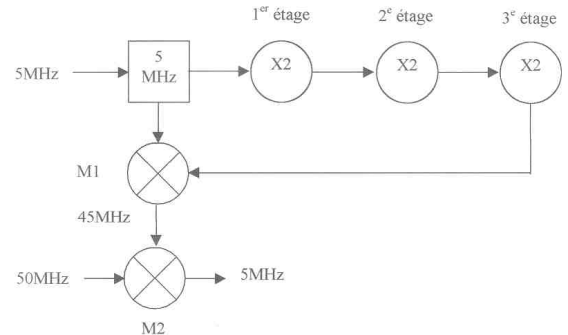 1er étage
2e étage
3e étage
5MHz
5
MHz
X2
X2
X2
M1
45MHz
50MHz
5MHz
M2